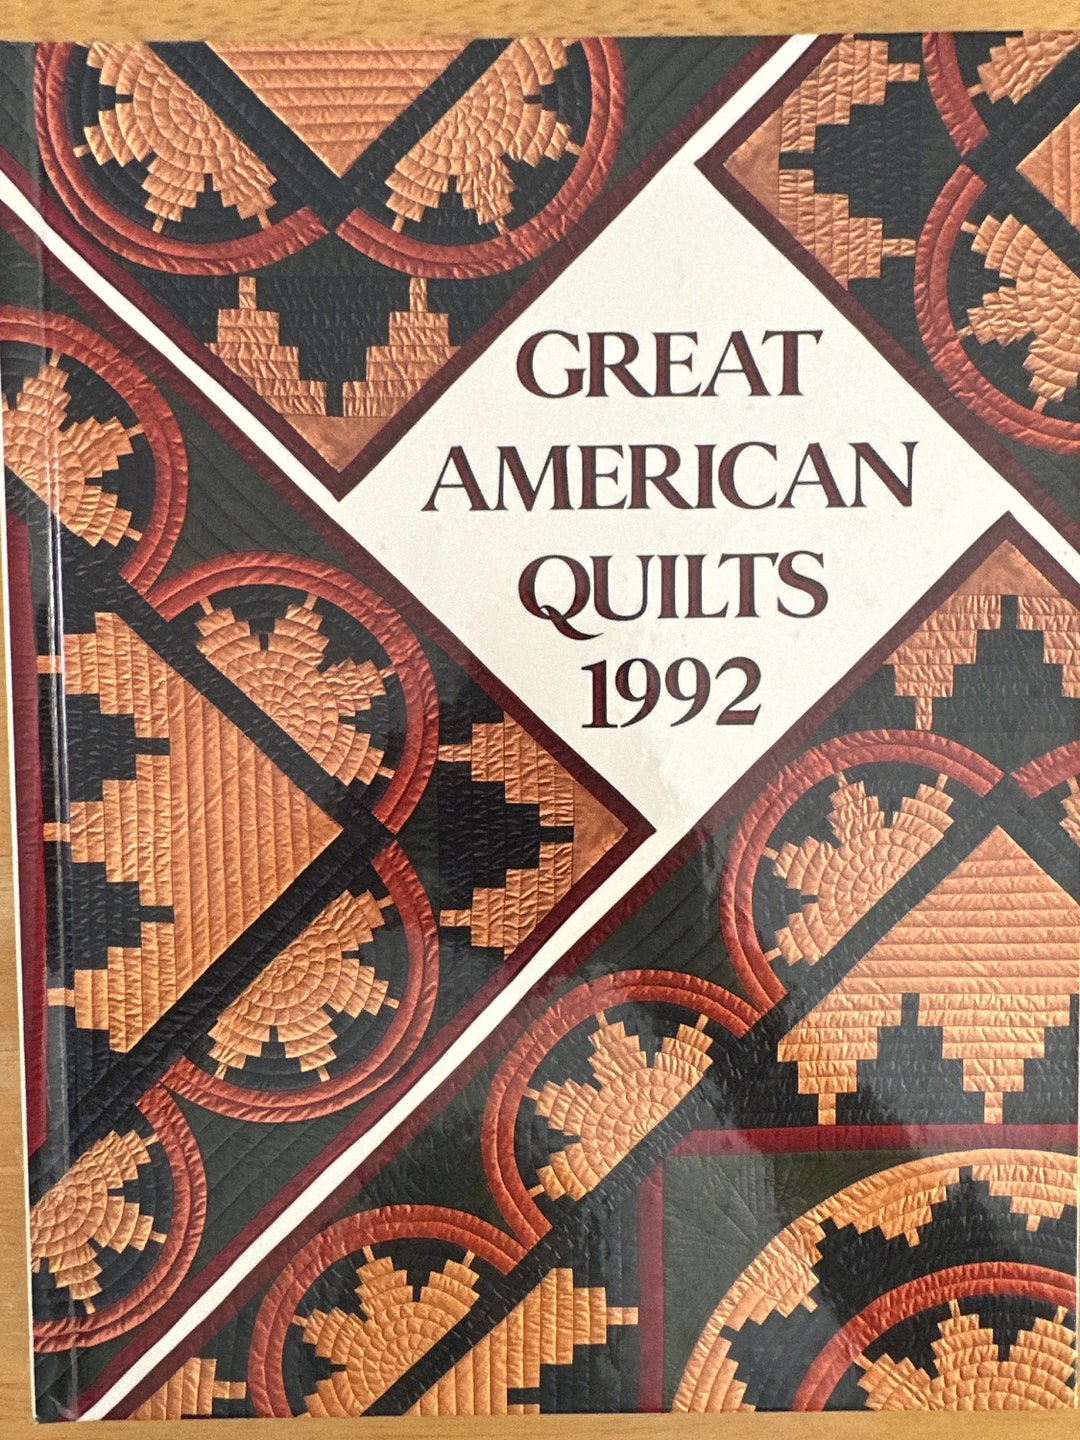 GREAT
AMERICAN
QUILTS
1992